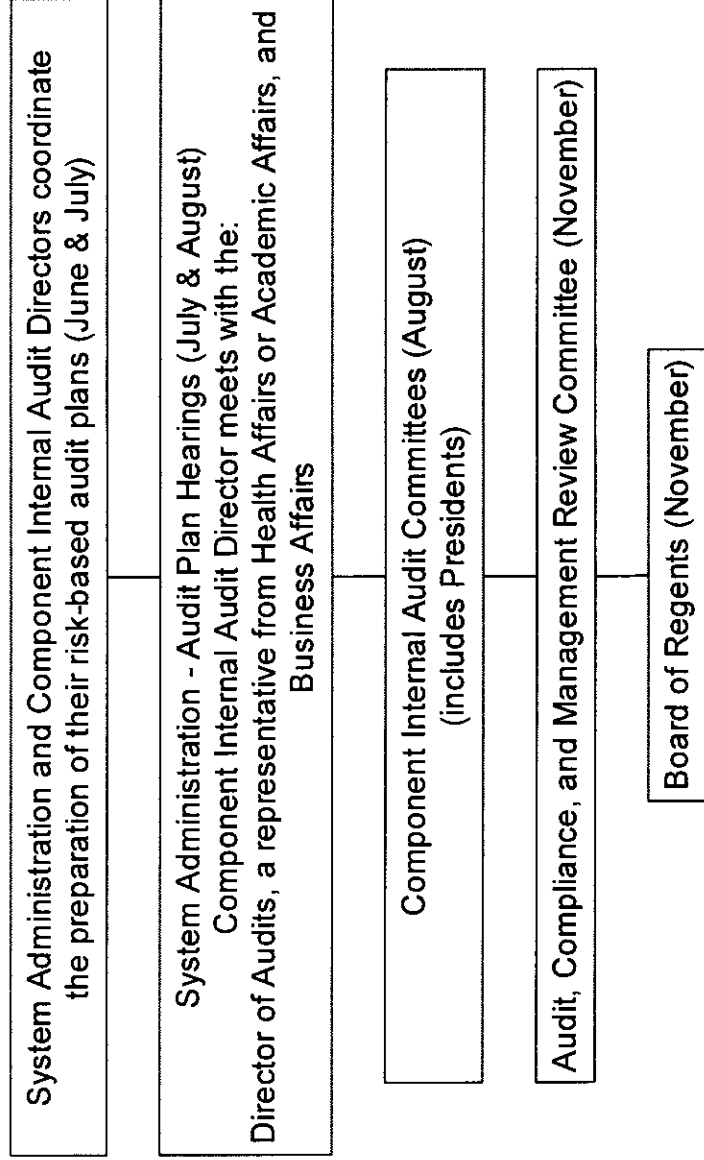 System Administration and Component Internal Audit Directors coordinate
the preparation of their risk-based audit plans (June & July)
System Administration - Audit Plan Hearings (July & August)
Component Internal Audit Director meets with the:
Director of Audits, a representative from Health Affairs or Academic Affairs, and
Business Affairs
Component Internal Audit Committees (August)
(includes Presidents)
Audit, Compliance, and Management Review Committee (November)
Board of Regents (November)